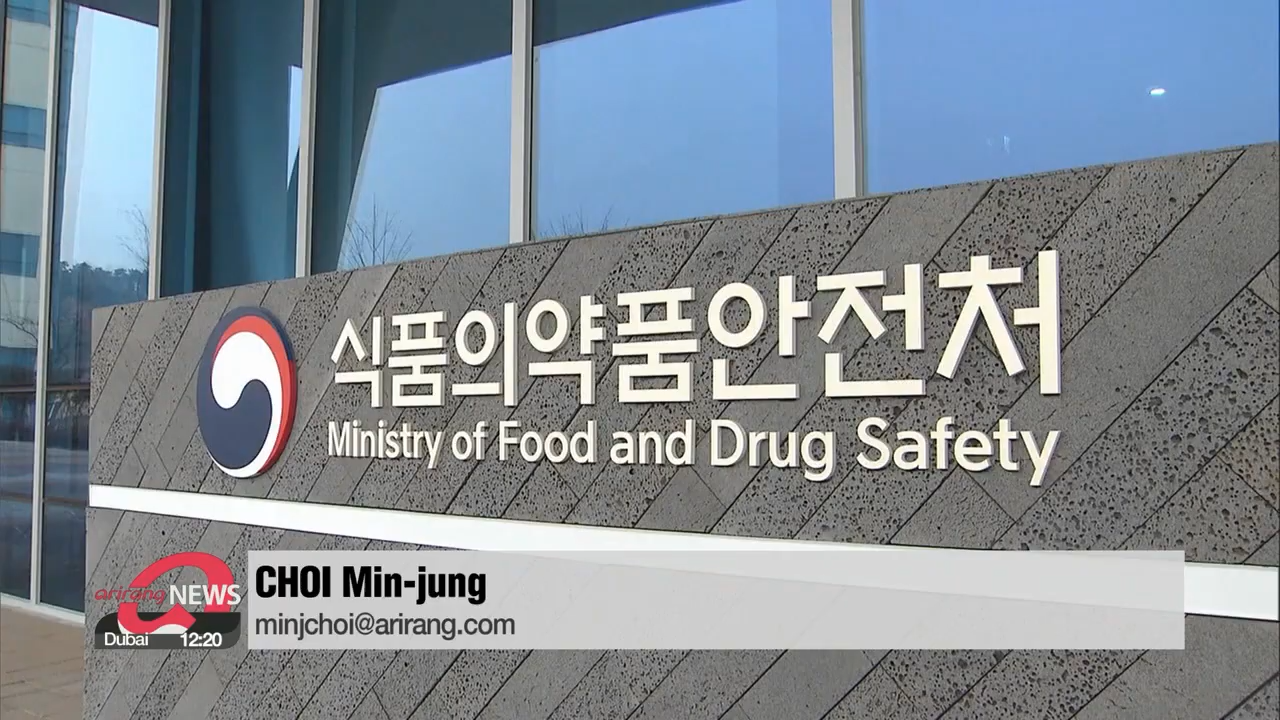 식품의약품안전처
Ministry of Food and Drug Safety
CHOI Min-jung
minjchoi@arirang.com
arirang NEWS
Dubai 12:20